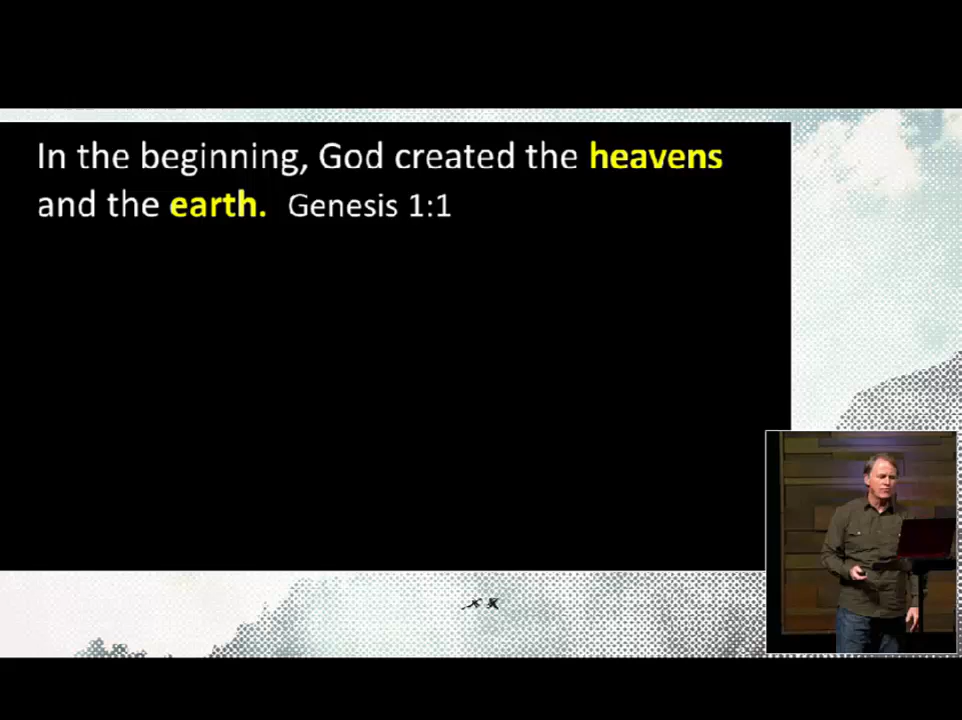 In the beginning, God created the heavens
and the earth. Genesis 1:1